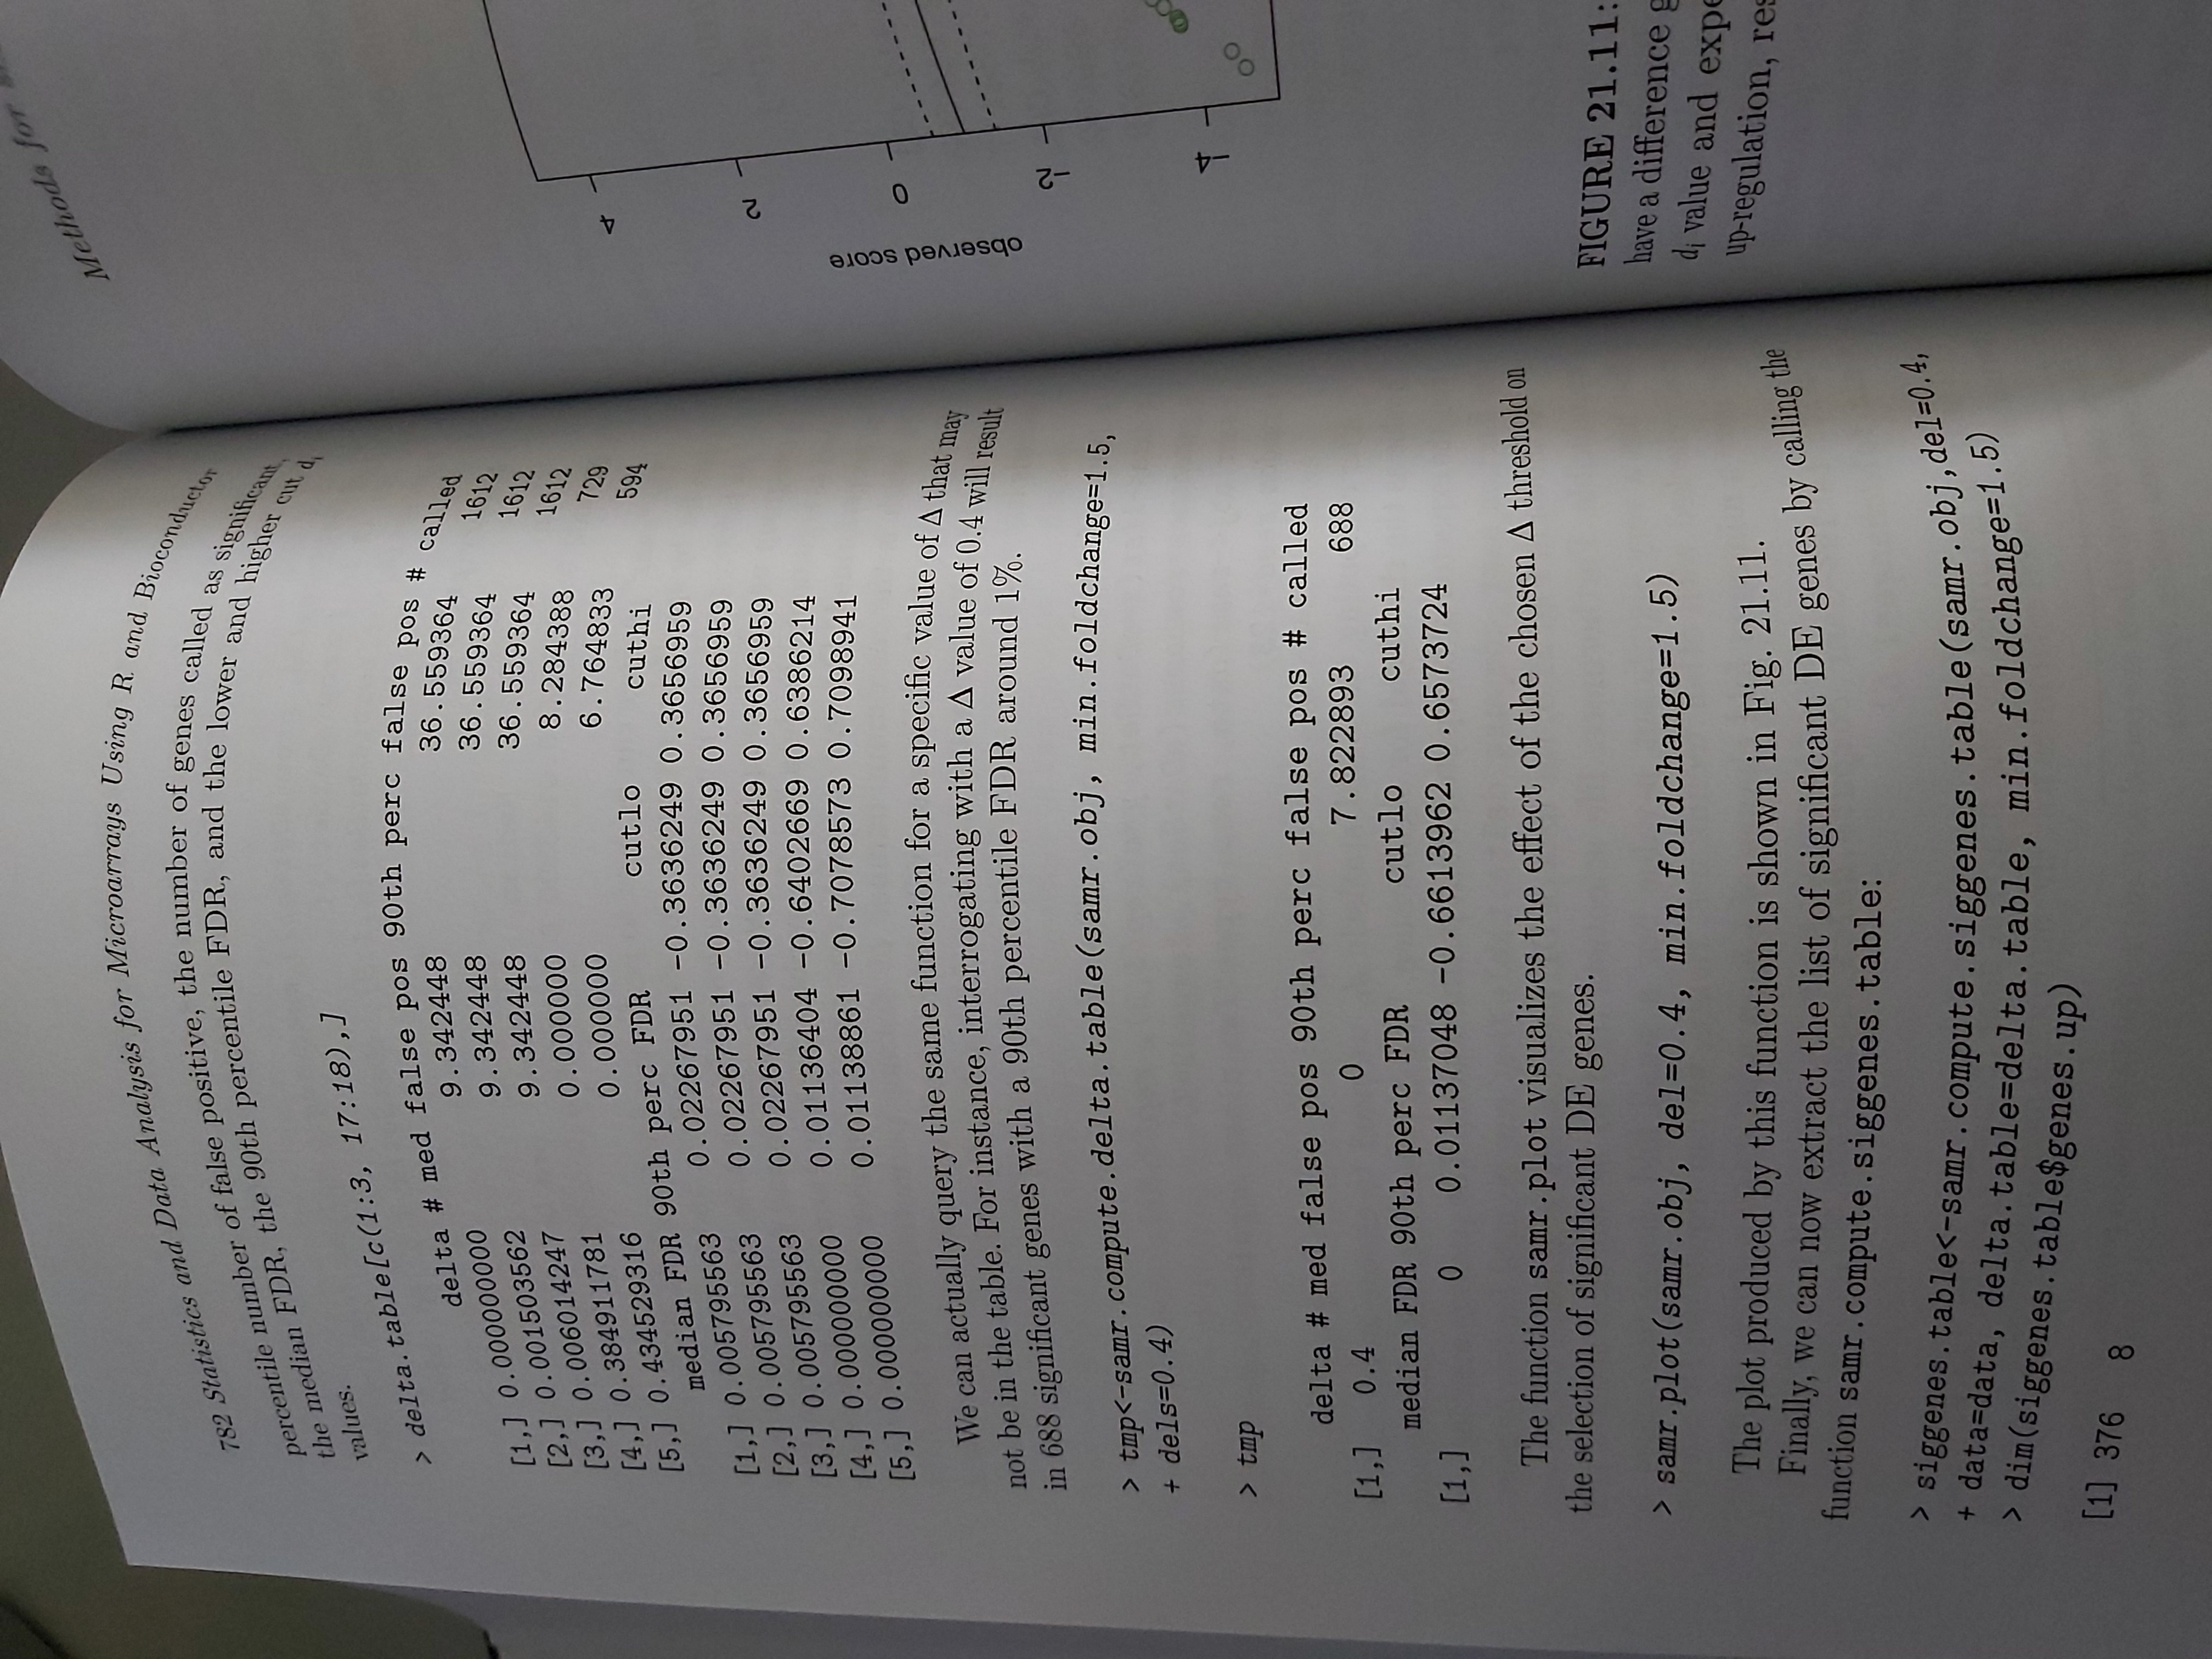 782 Statistics and Data Analysis for Microarrays Using R and Bioconductor
percentile number of false positive, the number of genes called as significant,
the median FDR, the 90th percentile FDR, and the lower and higher cut di
values.
> delta.table[c(1:3, 17:18),]
delta # med false pos 90th perc false pos # called
[1,] 0.000000000 9.342448 36.559364 1612
[2,] 0.001503562 9.342448 36.559364 1612
[3,] 0.006014247 9.342448 36.559364 1612
[4,] 0.384911781 0.000000 8.284388 729
[5,] 0.434529316 0.000000 6.764833 594
median FDR 90th perc FDR cutlo cuthi
[1,] 0.005795563 0.02267951 -0.3636249 0.3656959
[2,] 0.005795563 0.02267951 -0.3636249 0.3656959
[3,] 0.005795563 0.02267951 -0.3636249 0.3656959
[4,] 0.000000000 0.01136404 -0.6402669 0.6386214
[5,] 0.000000000 0.01138861 -0.7078573 0.7098941
We can actually query the same function for a specific value of Δ that may
not be in the table. For instance, interrogating with a Δ value of 0.4 will result
in 688 significant genes with a 90th percentile FDR around 1%.
> tmp<-samr.compute.delta.table(samr.obj, min.foldchange=1.5,
+ dels=0.4)
> tmp
delta # med false pos 90th perc false pos # called
[1,] 0.4 0 7.822893 688
median FDR 90th perc FDR cutlo cuthi
[1,] 0 0.01137048 -0.6613962 0.6573724
The function samr.plot visualizes the effect of the chosen Δ threshold on
the selection of significant DE genes.
> samr.plot(samr.obj, del=0.4, min.foldchange=1.5)
The plot produced by this function is shown in Fig. 21.11.
Finally, we can now extract the list of significant DE genes by calling the
function samr.compute.siggenes.table:
> siggenes.table<-samr.compute.siggenes.table(samr.obj,del=0.4,
+ data=data, delta.table=delta.table, min.foldchange=1.5)
> dim(siggenes.table$genes.up)
[1] 376 8
Methods for
observed score
4
2
0
-2
-4
FIGURE 21.11:
have a difference
di value and
up-regulation,